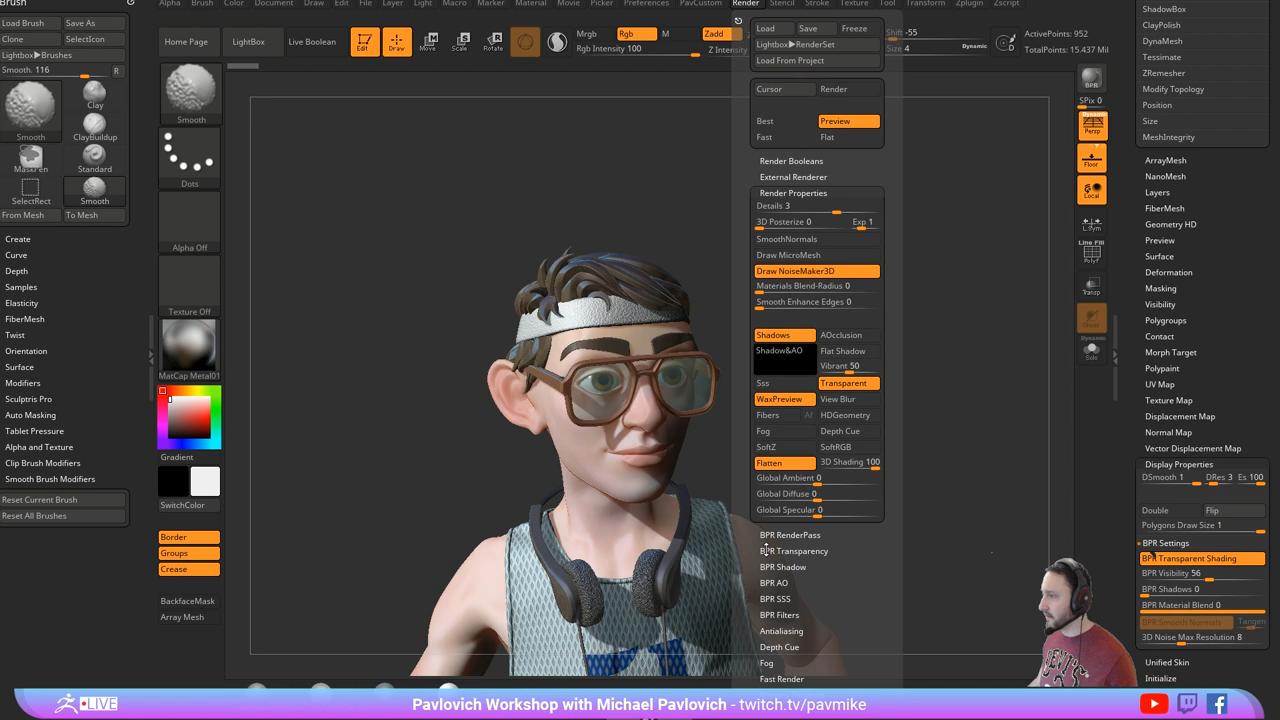 Brush
Alpha Brush Color Document Draw Edit File Layer Light Macro Marker Material Movie Picker Preferences PavCustom Render Stencil Stroke Texture Tool Transform Zplugin Zscript
Load Brush Save As
Clone SelectIcon
Lightbox▶Brushes
Smooth. 116 R
Smooth
Clay
ClayBuildup
MaskPen
Standard
SelectRect
Smooth
From Mesh To Mesh
Create
Curve
Depth
Samples
Elasticity
FiberMesh
Twist
Orientation
Surface
Modifiers
Sculptris Pro
Auto Masking
Tablet Pressure
Alpha and Texture
Clip Brush Modifiers
Smooth Brush Modifiers
Reset Current Brush
Reset All Brushes
Home Page LightBox Live Boolean
Edit Draw Move Scale Rotate
Mrgb Rgb M Zadd
Rgb Intensity 100 Z Intensity
Shift -55
Size 4 Dynamic
ActivePoints: 952
TotalPoints: 15.437 Mil
Smooth
Dots
Alpha Off
Texture Off
MatCap Metal01
Gradient
SwitchColor
Border
Groups
Crease
BackfaceMask
Array Mesh
Load Save Freeze
Lightbox▶RenderSet
Load From Project
Cursor Render
Best Preview
Fast Flat
Render Booleans
External Renderer
Render Properties
Details 3
3D Posterize 0 Exp 1
SmoothNormals
Draw MicroMesh
Draw NoiseMaker3D
Materials Blend-Radius 0
Smooth Enhance Edges 0
Shadows AOcclusion
Shadow&AO Flat Shadow
Vibrant 50
Sss Transparent
WaxPreview View Blur
Fibers HDGeometry
Fog Depth Cue
SoftZ SoftRGB
Flatten 3D Shading 100
Global Ambient 0
Global Diffuse 0
Global Specular 0
BPR RenderPass
BPR Transparency
BPR Shadow
BPR AO
BPR SSS
BPR Filters
Antialiasing
Depth Cue
Fog
Fast Render
BPR
SPix 0
Dynamic
Persp
Floor
Local
L.Sym
Line Fill
PolyF
Transp
Ghost
Dynamic
Solo
ShadowBox
ClayPolish
DynaMesh
Tessimate
ZRemesher
Modify Topology
Position
Size
MeshIntegrity
ArrayMesh
NanoMesh
Layers
FiberMesh
Geometry HD
Preview
Surface
Deformation
Masking
Visibility
Polygroups
Contact
Morph Target
Polypaint
UV Map
Texture Map
Displacement Map
Normal Map
Vector Displacement Map
Display Properties
DSmooth 1 DRes 3 Es 100
Double Flip
Polygons Draw Size 1
BPR Settings
BPR Transparent Shading
BPR Visibility 56
BPR Shadows 0
BPR Material Blend 0
BPR Smooth Normals Tangen
3D Noise Max Resolution 8
Unified Skin
Initialize
LIVE
Pavlovich Workshop with Michael Pavlovich - twitch.tv/pavmike